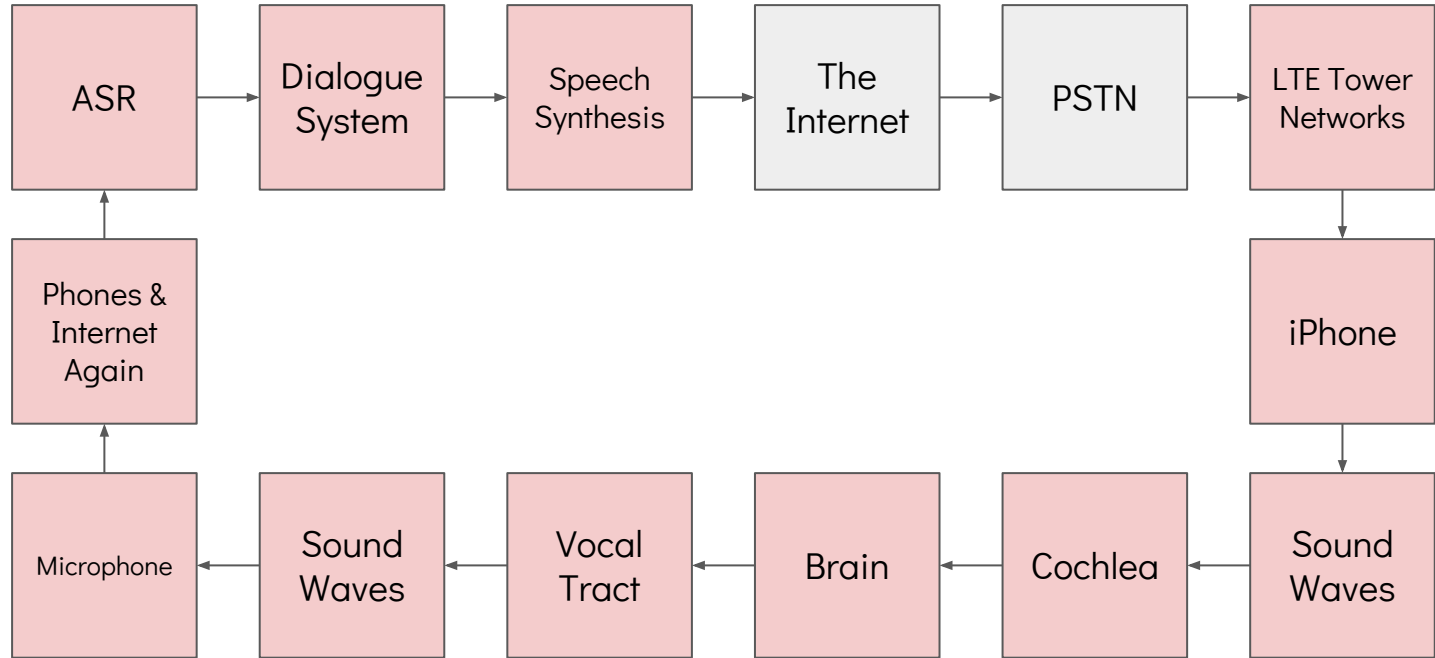 ASR
Dialogue
System
Speech
Synthesis
The
Internet
PSTN
LTE Tower
Networks
Phones &
Internet
Again
iPhone
Microphone
Sound
Waves
Vocal
Tract
Brain
Cochlea
Sound
Waves